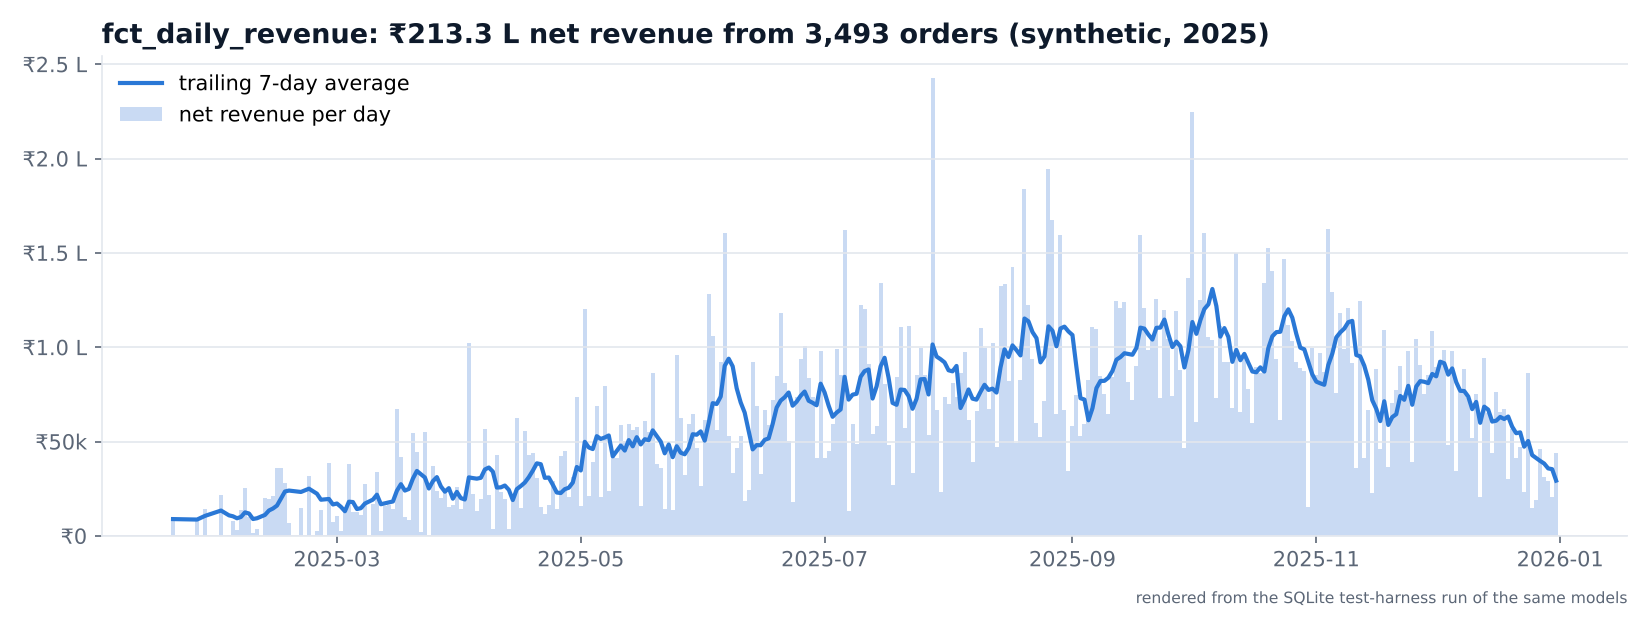 fct_daily_revenue: ₹213.3 L net revenue from 3,493 orders (synthetic, 2025)
₹2.5 L
trailing 7-day average
net revenue per day
₹2.0 L
₹1.5 L
₹1.0 L
₹50k
₹0
2025-03 2025-05 2025-07 2025-09 2025-11 2026-01
rendered from the SQLite test-harness run of the same models